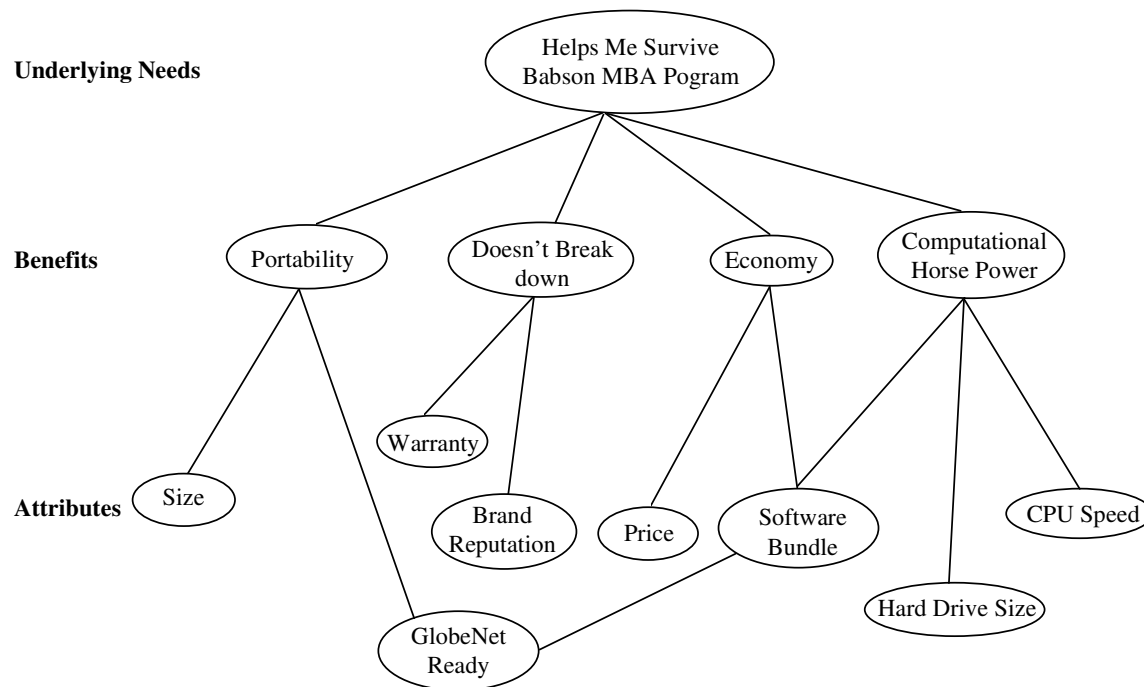 Helps Me Survive
Underlying Needs
Babson MBA Pogram
Computational
Horse Power
Doesn’t Break
down
Benefits
Portability
Economy
Warranty
Size
Attributes
Brand
Reputation
Price
Software
Bundle
CPU Speed
Hard Drive Size
GlobeNet
Ready